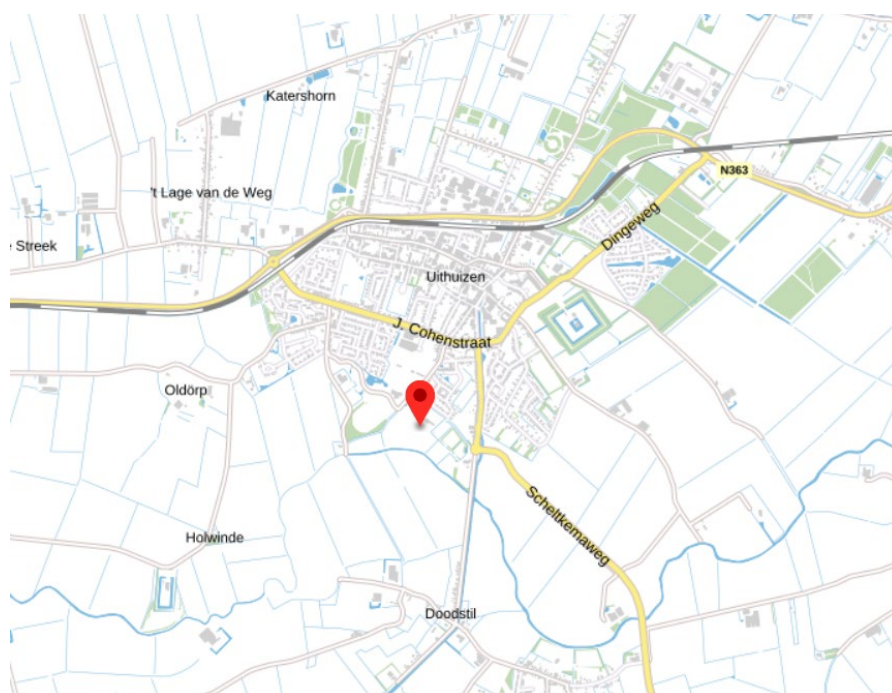 Katershorn
N363
't Lage van de Weg
Dingeweg
e Streek
Uithuizen
J. Cohenstraat
Oldörp
Scheltkemaweg
Holwinde
Doodstil